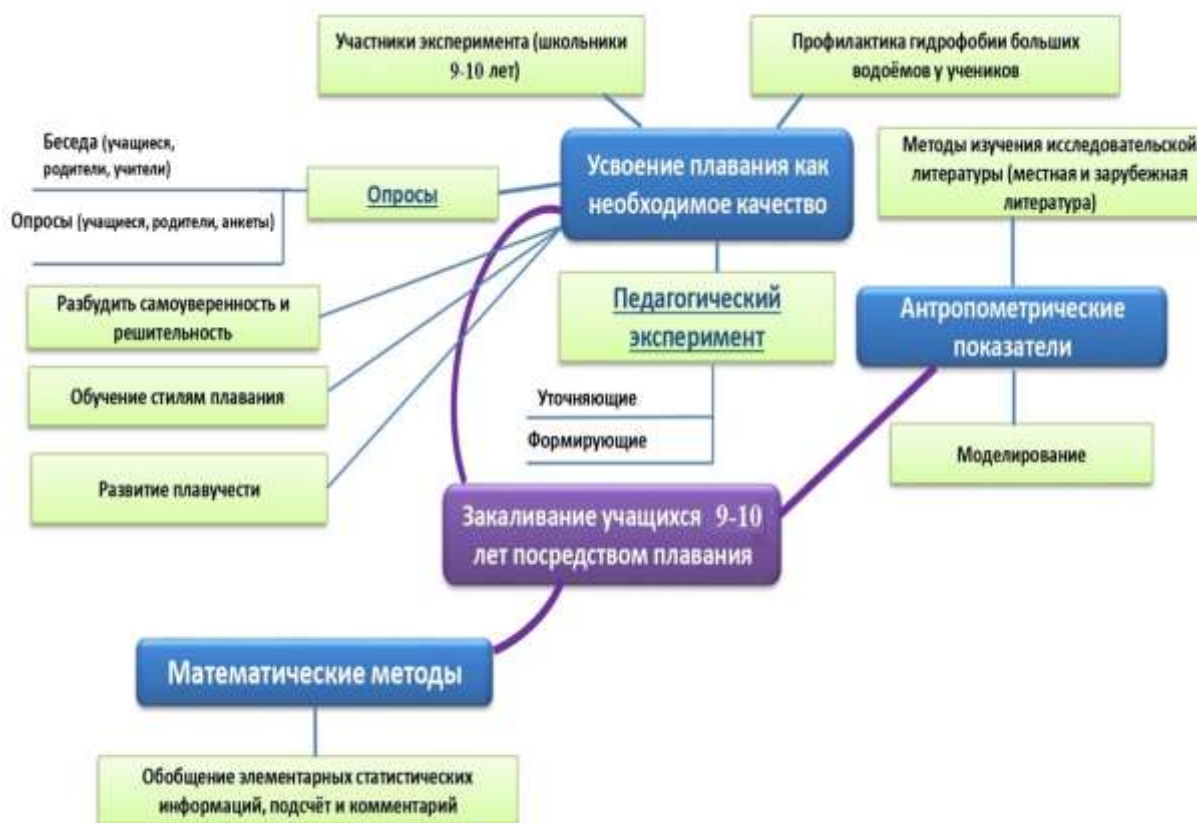 Участники эксперимента (школьники
9-10 лет)
Профилактика гидрофобии больших
водоёмов у учеников
Беседа (учащиеся,
родители, учители)
Опросы (учащиеся, родители, анкеты)
Опросы
Усвоение плавания как
необходимое качество
Методы изучения исследовательской
литературы (местная и зарубежная
литература)
Разбудить самоуверенность и
решительность
Педагогический
эксперимент
Антропометрические
показатели
Обучение стилям плавания
Уточняющие
Формирующие
Моделирование
Развитие плавучести
Закаливание учащихся 9-10
лет посредством плавания
Математические методы
Обобщение элементарных статистических
информаций, подсчёт и комментарий